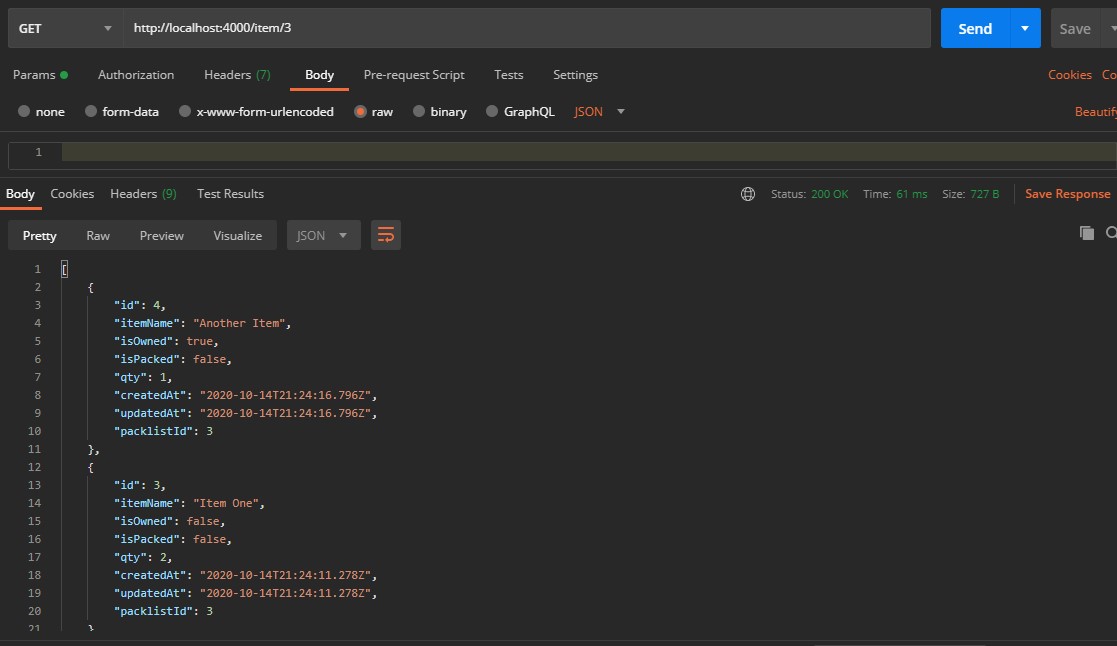 GET http://localhost:4000/item/3 Send Save
Params Authorization Headers (7) Body Pre-request Script Tests Settings Cookies Co
none form-data x-www-form-urlencoded raw binary GraphQL JSON Beautify
1
Body Cookies Headers (9) Test Results Status: 200 OK Time: 61 ms Size: 727 B Save Response
Pretty Raw Preview Visualize JSON
1 [
2 {
3 "id": 4,
4 "itemName": "Another Item",
5 "isOwned": true,
6 "isPacked": false,
7 "qty": 1,
8 "createdAt": "2020-10-14T21:24:16.796Z",
9 "updatedAt": "2020-10-14T21:24:16.796Z",
10 "packlistId": 3
11 },
12 {
13 "id": 3,
14 "itemName": "Item One",
15 "isOwned": false,
16 "isPacked": false,
17 "qty": 2,
18 "createdAt": "2020-10-14T21:24:11.278Z",
19 "updatedAt": "2020-10-14T21:24:11.278Z",
20 "packlistId": 3
21 }